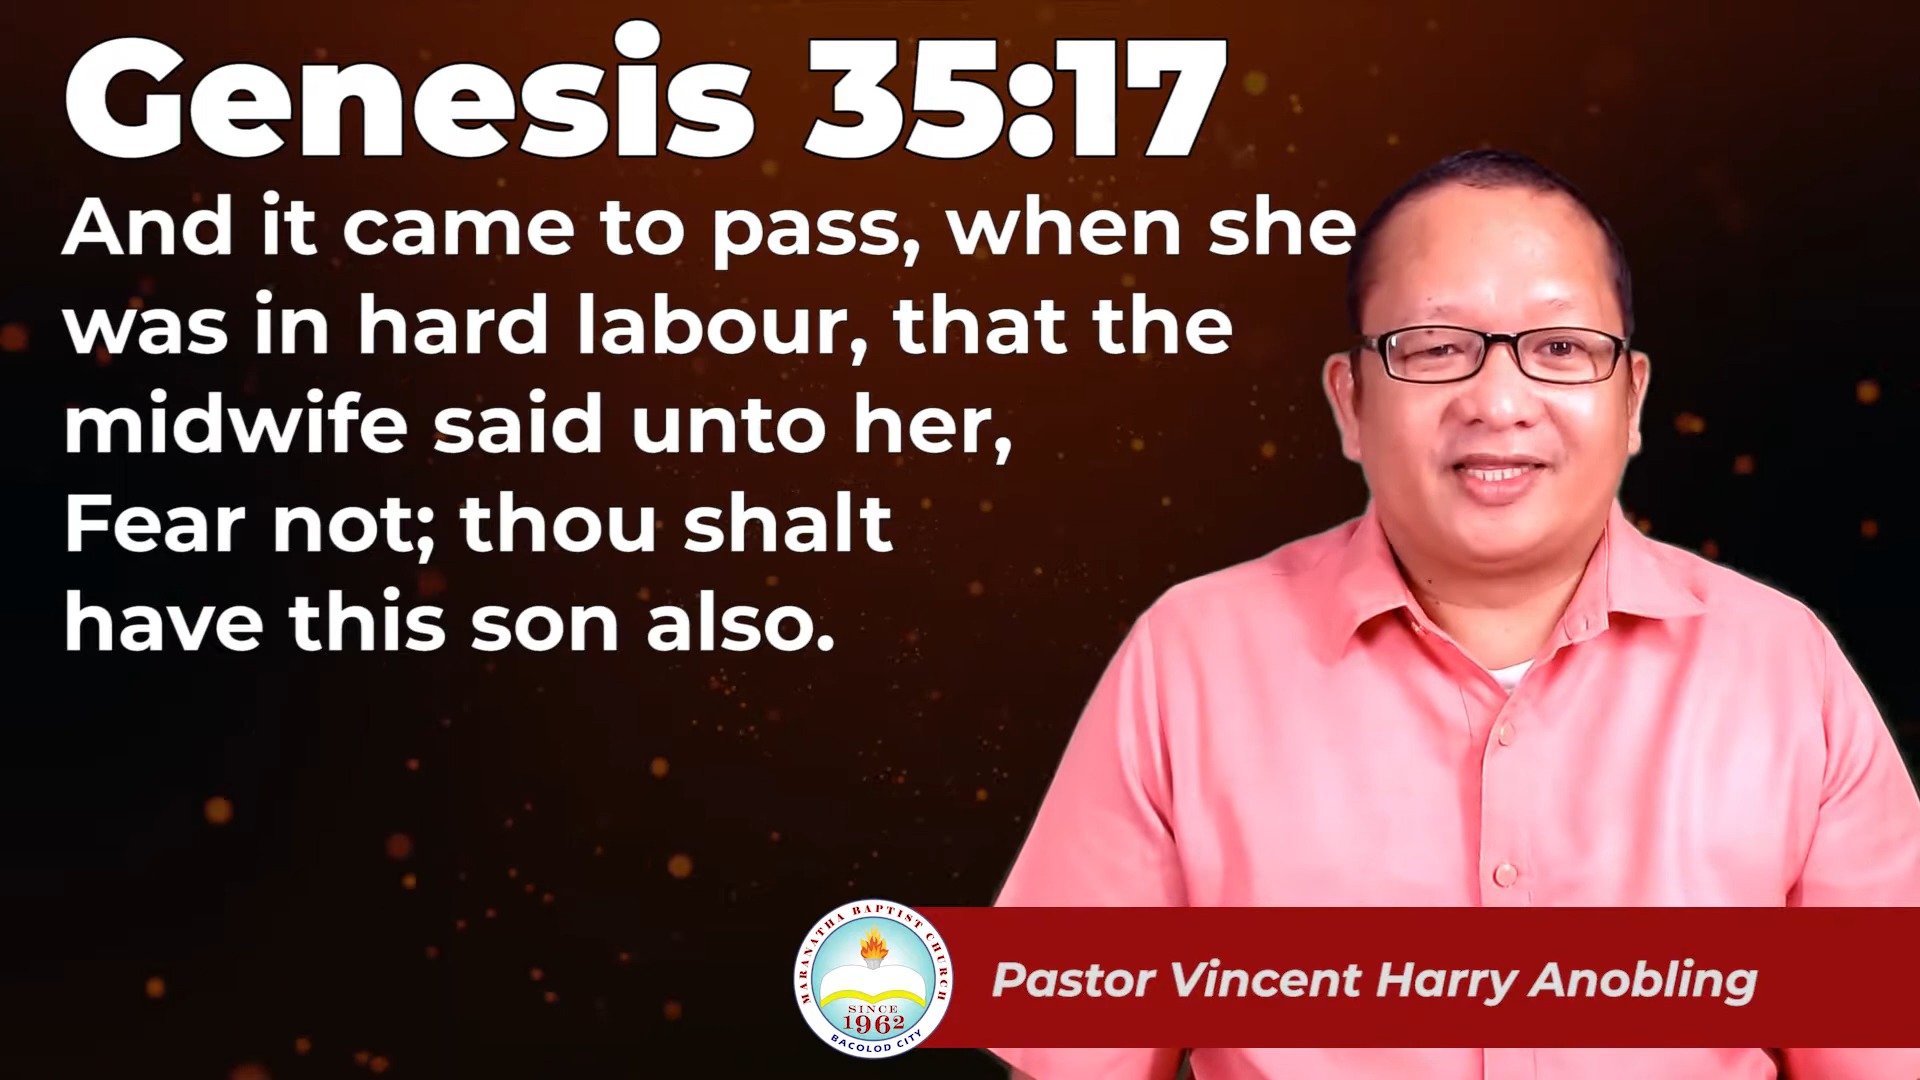 Genesis 35:17
And it came to pass, when she
was in hard labour, that the
midwife said unto her,
Fear not; thou shalt
have this son also.
MARANATHA BAPTIST CHURCH
SINCE
1962
BACOLOD CITY
Pastor Vincent Harry Anobling